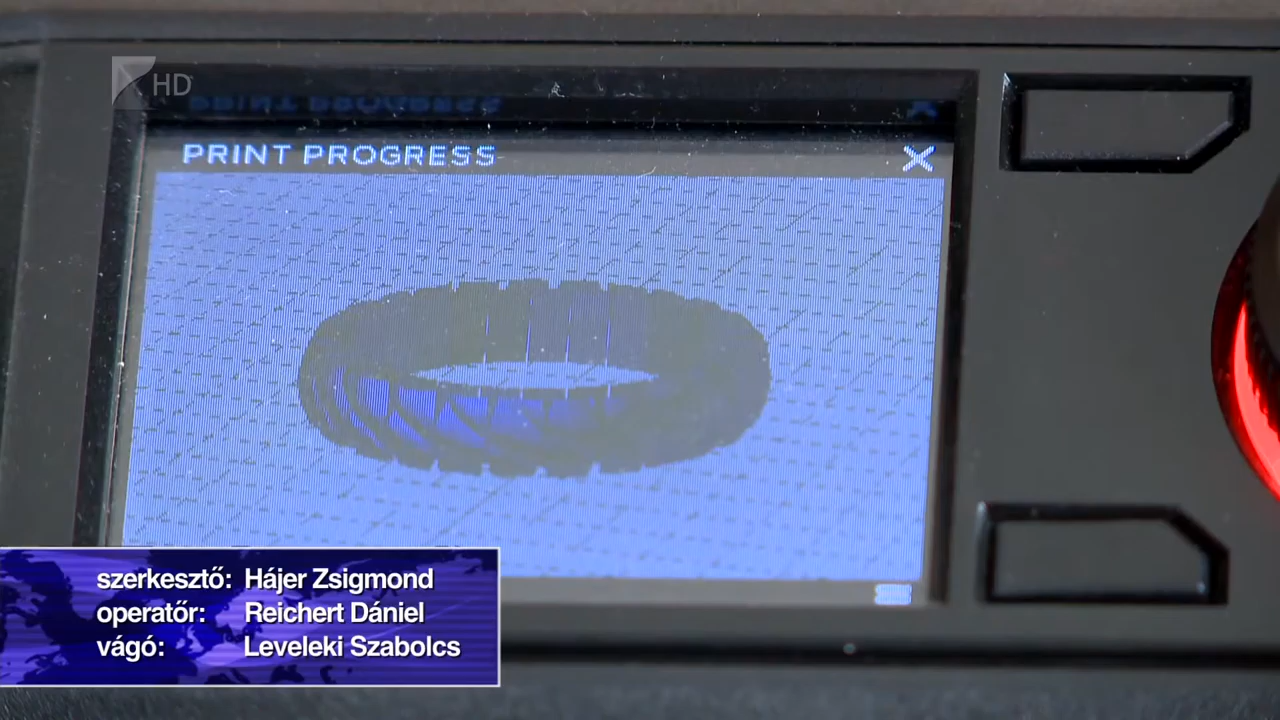 HD
PRINT PROGRESS
szerkesztő: Hájer Zsigmond
operatőr: Reichert Dániel
vágó: Leveleki Szabolcs